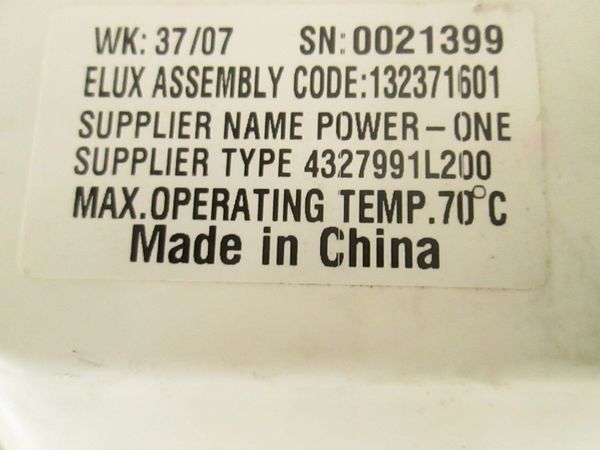 WK: 37/07 SN:0021399
ELUX ASSEMBLY CODE:132371601
SUPPLIER NAME POWER-ONE
SUPPLIER TYPE 4327991L200
MAX.OPERATING TEMP.70°C
Made in China